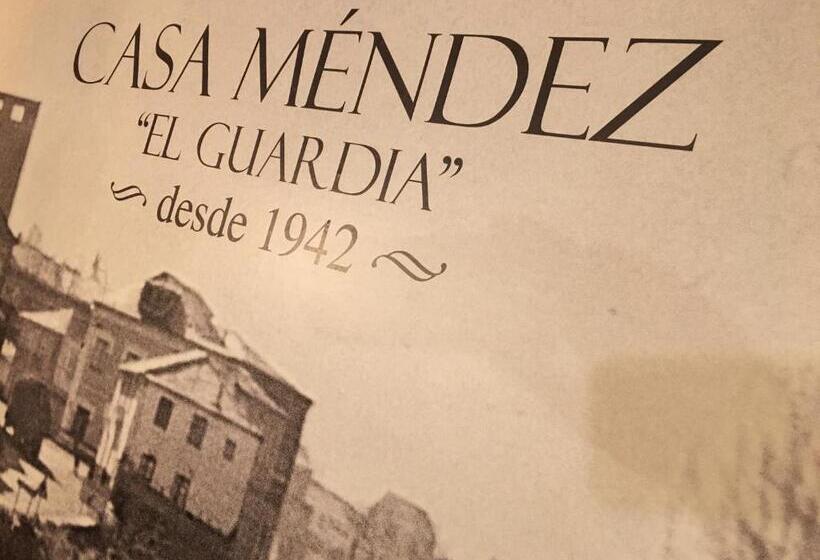 CASA MÉNDEZ
“EL GUARDIA”
desde 1942